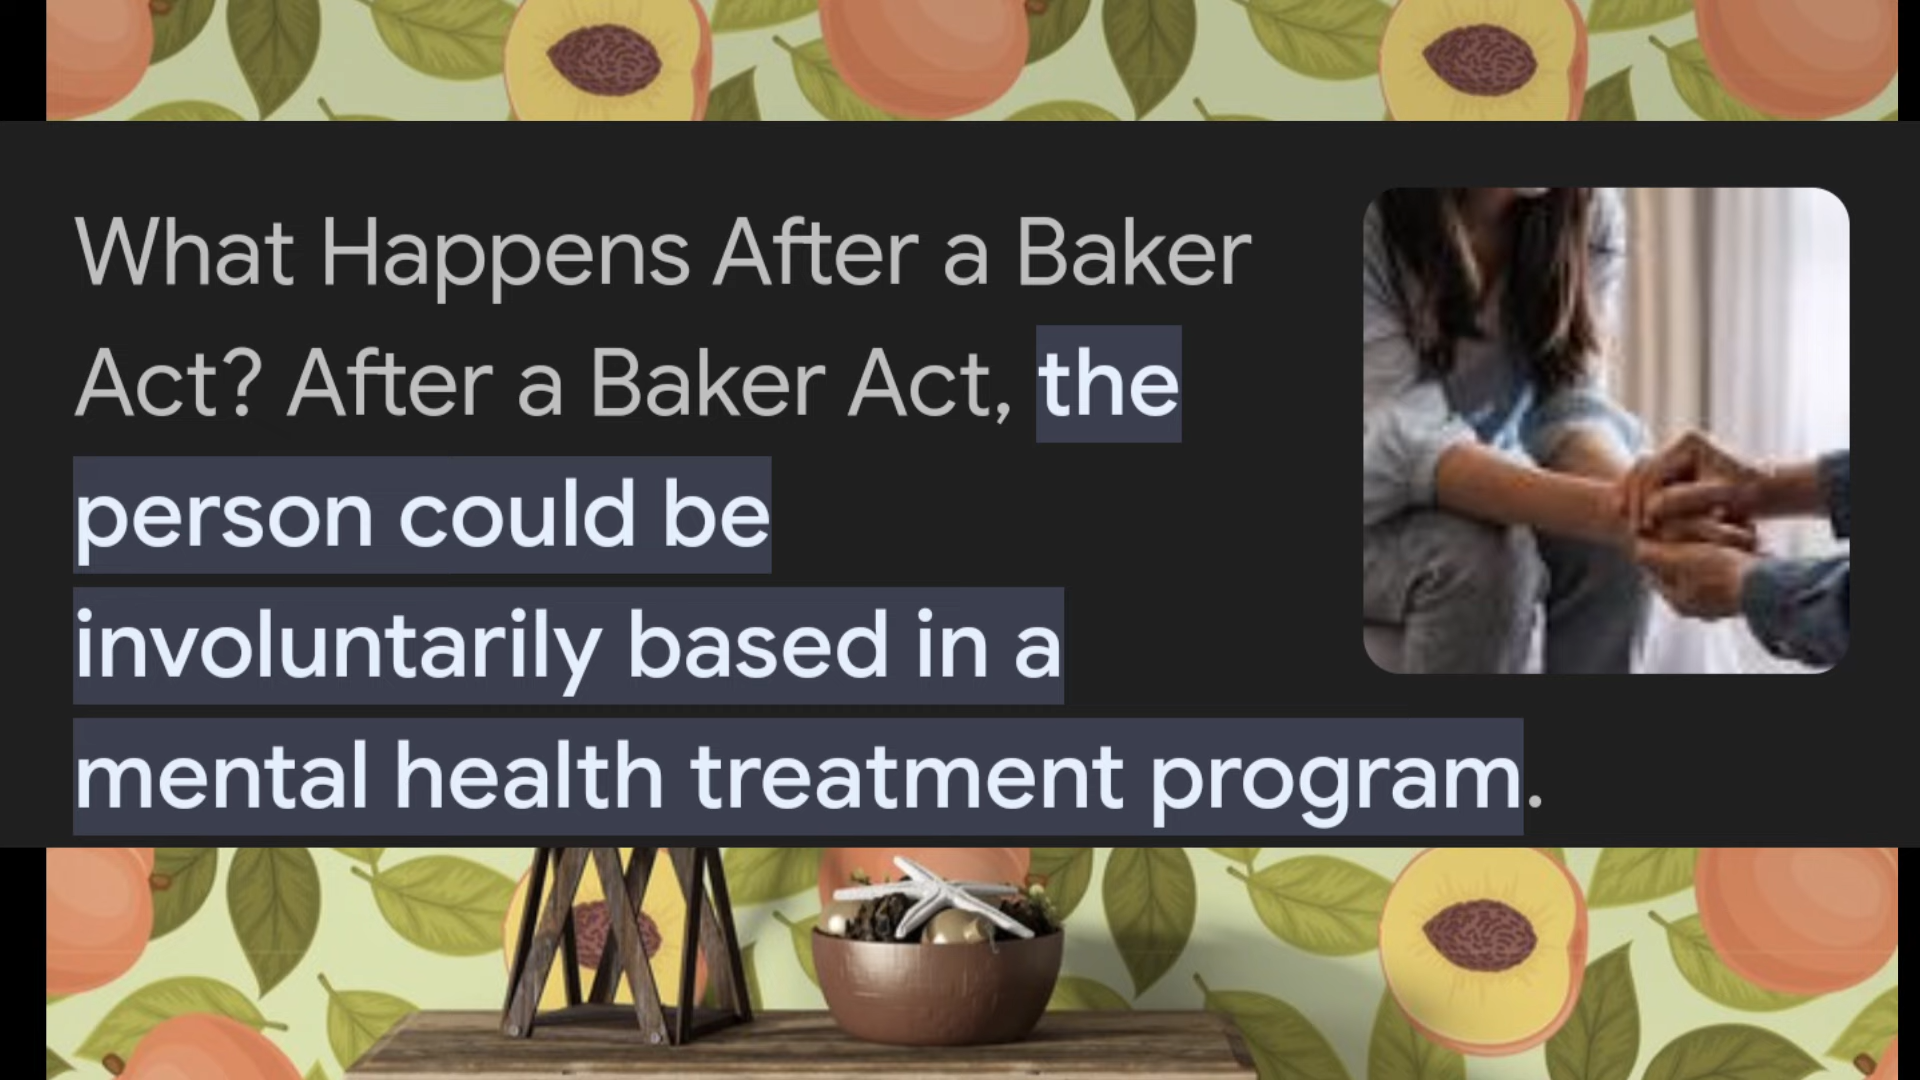 What Happens After a Baker
Act? After a Baker Act, the
person could be
involuntarily based in a
mental health treatment program.